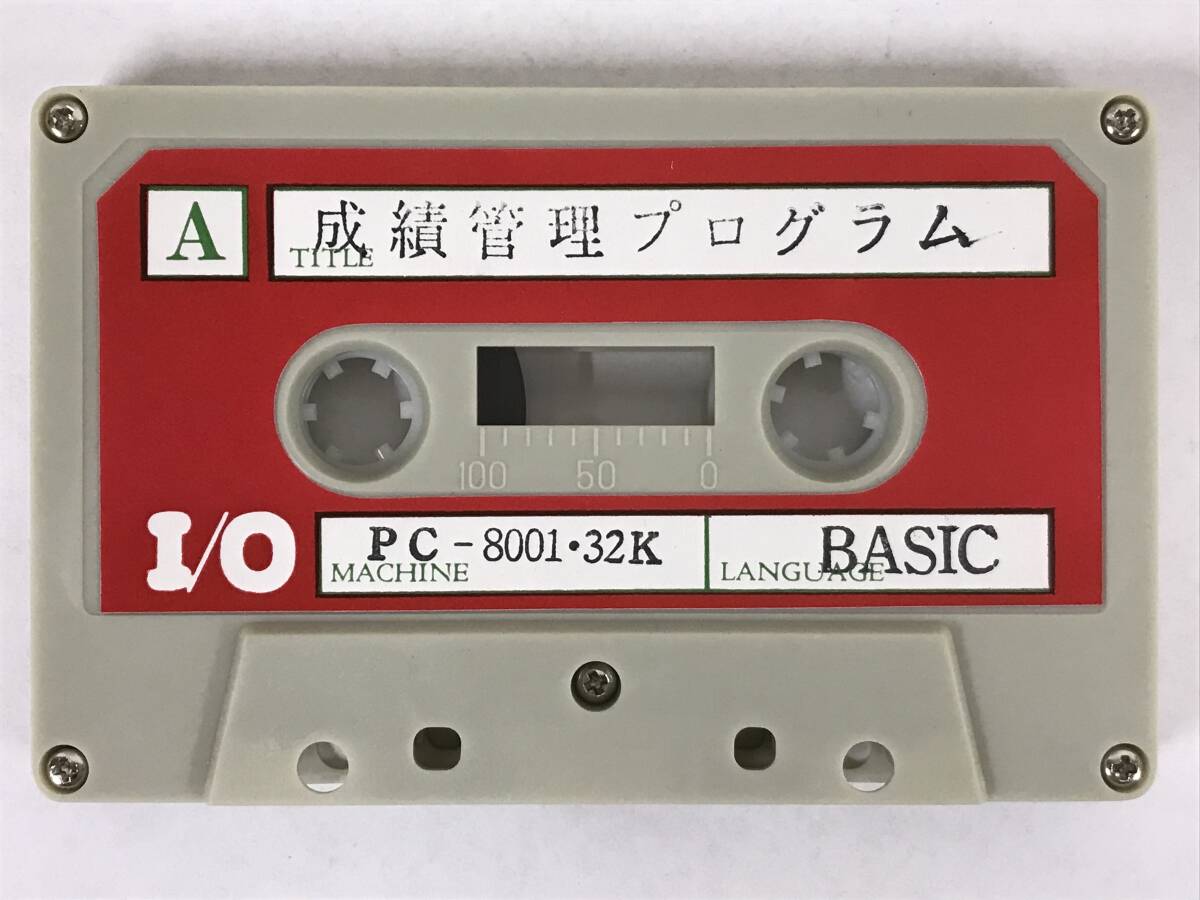 A
TITLE 成績管理プログラム
100 50 0
I/O
MACHINE PC-8001・32K
LANGUAGE BASIC